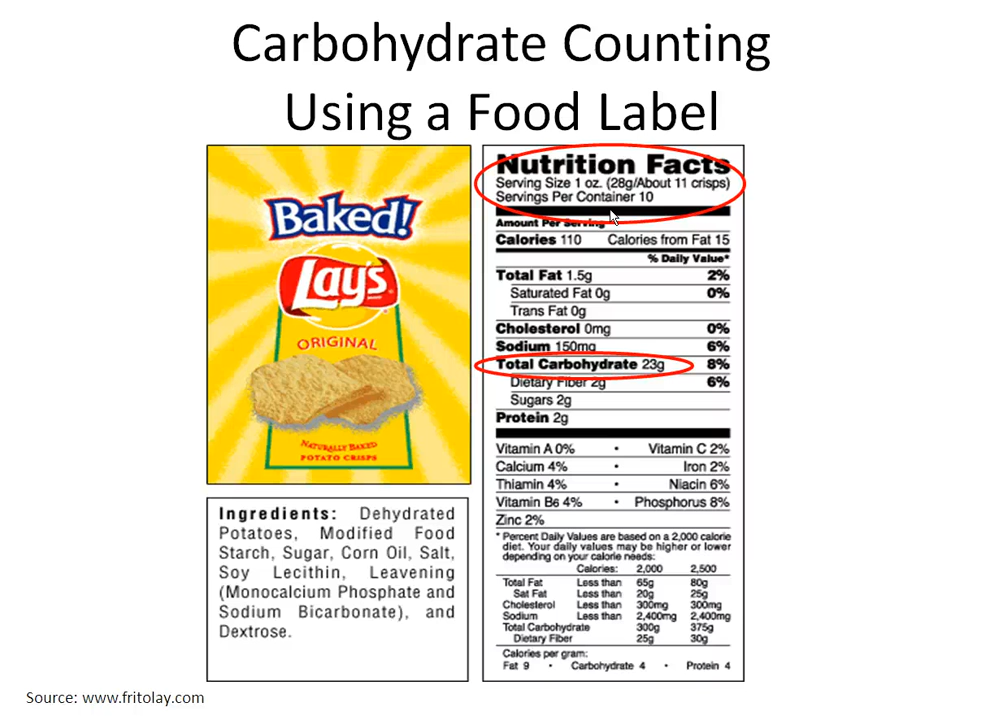 Carbohydrate Counting
Using a Food Label
Baked!
Lay's
ORIGINAL
NATURALLY BAKED
POTATO CRISPS
Ingredients: Dehydrated
Potatoes, Modified Food
Starch, Sugar, Corn Oil, Salt,
Soy Lecithin, Leavening
(Monocalcium Phosphate and
Sodium Bicarbonate), and
Dextrose.
Nutrition Facts
Serving Size 1 oz. (28g/About 11 crisps)
Servings Per Container 10
Amount Per Serving
Calories 110 Calories from Fat 15
% Daily Value*
Total Fat 1.5g 2%
Saturated Fat 0g 0%
Trans Fat 0g
Cholesterol 0mg 0%
Sodium 150mg 6%
Total Carbohydrate 23g 8%
Dietary Fiber 2g 6%
Sugars 2g
Protein 2g
Vitamin A 0% • Vitamin C 2%
Calcium 4% • Iron 2%
Thiamin 4% • Niacin 6%
Vitamin B6 4% • Phosphorus 8%
Zinc 2%
* Percent Daily Values are based on a 2,000 calorie
diet. Your daily values may be higher or lower
depending on your calorie needs:
Calories: 2,000 2,500
Total Fat Less than 65g 80g
Sat Fat Less than 20g 25g
Cholesterol Less than 300mg 300mg
Sodium Less than 2,400mg 2,400mg
Total Carbohydrate 300g 375g
Dietary Fiber 25g 30g
Calories per gram:
Fat 9 • Carbohydrate 4 • Protein 4
Source: www.fritolay.com